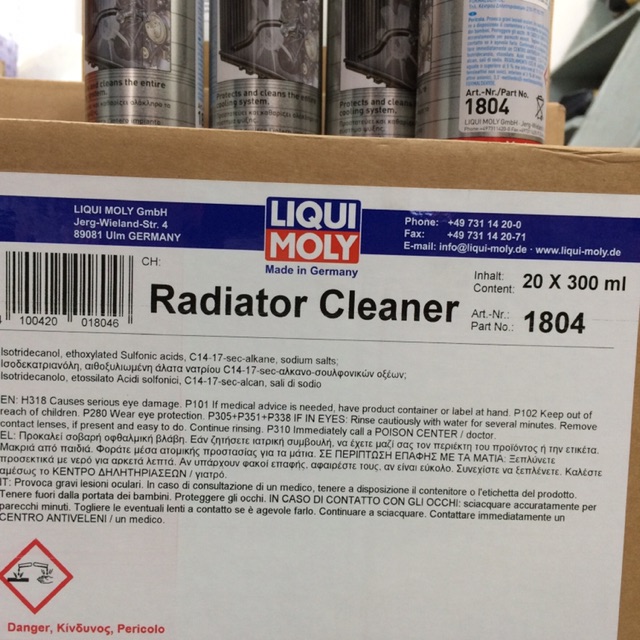 and cleans the entire
Protects and cleans the entire
cooling system.
Protects and cleans the entire
cooling system.
Art.-Nr./Part No.
1804
LIQUI MOLY GmbH
LIQUI MOLY GmbH
Jerg-Wieland-Str. 4
89081 Ulm GERMANY
LIQUI
MOLY
Made in Germany
Phone: +49 731 14 20-0
Fax: +49 731 14 20-71
E-mail: info@liqui-moly.de · www.liqui-moly.de
CH:
Radiator Cleaner
Inhalt:
Content: 20 X 300 ml
Art.-Nr.:
Part No.: 1804
100420 018046
Isotridecanol, ethoxylated Sulfonic acids, C14-17-sec-alkane, sodium salts;
Ισοδεκατριανόλη, αιθοξυλιωμένη άλατα νατρίου C14-17-sec-αλκανο-σουλφονικών οξέων;
Isotridecanolo, etossilato Acidi solfonici, C14-17-sec-alcan, sali di sodio
EN: H318 Causes serious eye damage. P101 If medical advice is needed, have product container or label at hand. P102 Keep out of
reach of children. P280 Wear eye protection. P305+P351+P338 IF IN EYES: Rinse cautiously with water for several minutes. Remove
contact lenses, if present and easy to do. Continue rinsing. P310 Immediately call a POISON CENTER / doctor.
EL: Προκαλεί σοβαρή οφθαλμική βλάβη. Εάν ζητήσετε ιατρική συμβουλή, να έχετε μαζί σας τον περιέκτη του προϊόντος ή την ετικέτα.
Μακριά από παιδιά. Φοράτε μέσα ατομικής προστασίας για τα μάτια. ΣΕ ΠΕΡΙΠΤΩΣΗ ΕΠΑΦΗΣ ΜΕ ΤΑ ΜΑΤΙΑ: Ξεπλύνετε
προσεκτικά με νερό για αρκετά λεπτά. Αν υπάρχουν φακοί επαφής, αφαιρέστε τους, αν είναι εύκολο. Συνεχίστε να ξεπλένετε. Καλέστε
αμέσως το ΚΕΝΤΡΟ ΔΗΛΗΤΗΡΙΑΣΕΩΝ / γιατρό.
IT: Provoca gravi lesioni oculari. In caso di consultazione di un medico, tenere a disposizione il contenitore o l'etichetta del prodotto.
Tenere fuori dalla portata dei bambini. Proteggere gli occhi. IN CASO DI CONTATTO CON GLI OCCHI: sciacquare accuratamente per
parecchi minuti. Togliere le eventuali lenti a contatto se è agevole farlo. Continuare a sciacquare. Contattare immediatamente un
CENTRO ANTIVELENI / un medico.
Danger, Κίνδυνος, Pericolo